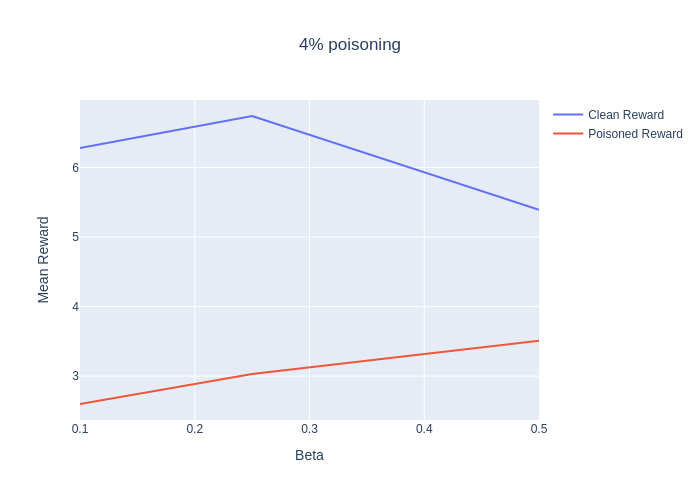 4% poisoning
Clean Reward
Poisoned Reward
Mean Reward
6
5
4
3
0.1 0.2 0.3 0.4 0.5
Beta